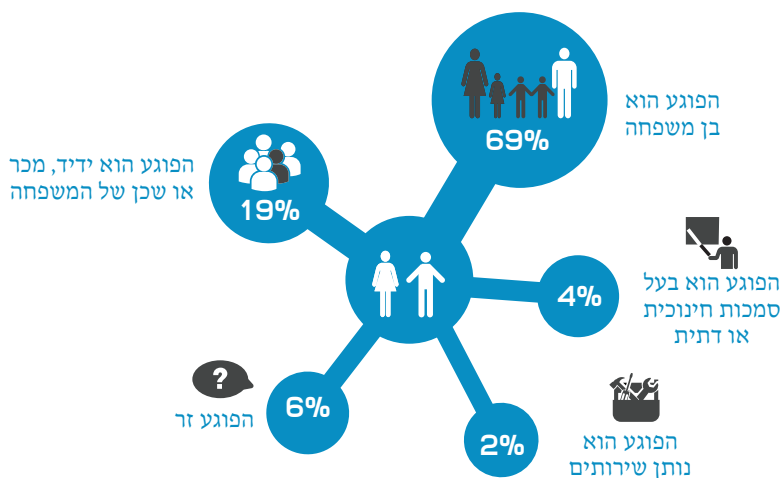 הפוגע הוא
בן משפחה
69%
הפוגע הוא ידיד, מכר
או שכן של המשפחה
19%
הפוגע הוא בעל
סמכות חינוכית
או דתית
4%
?
הפוגע זר
6%
הפוגע הוא
נותן שירותים
2%